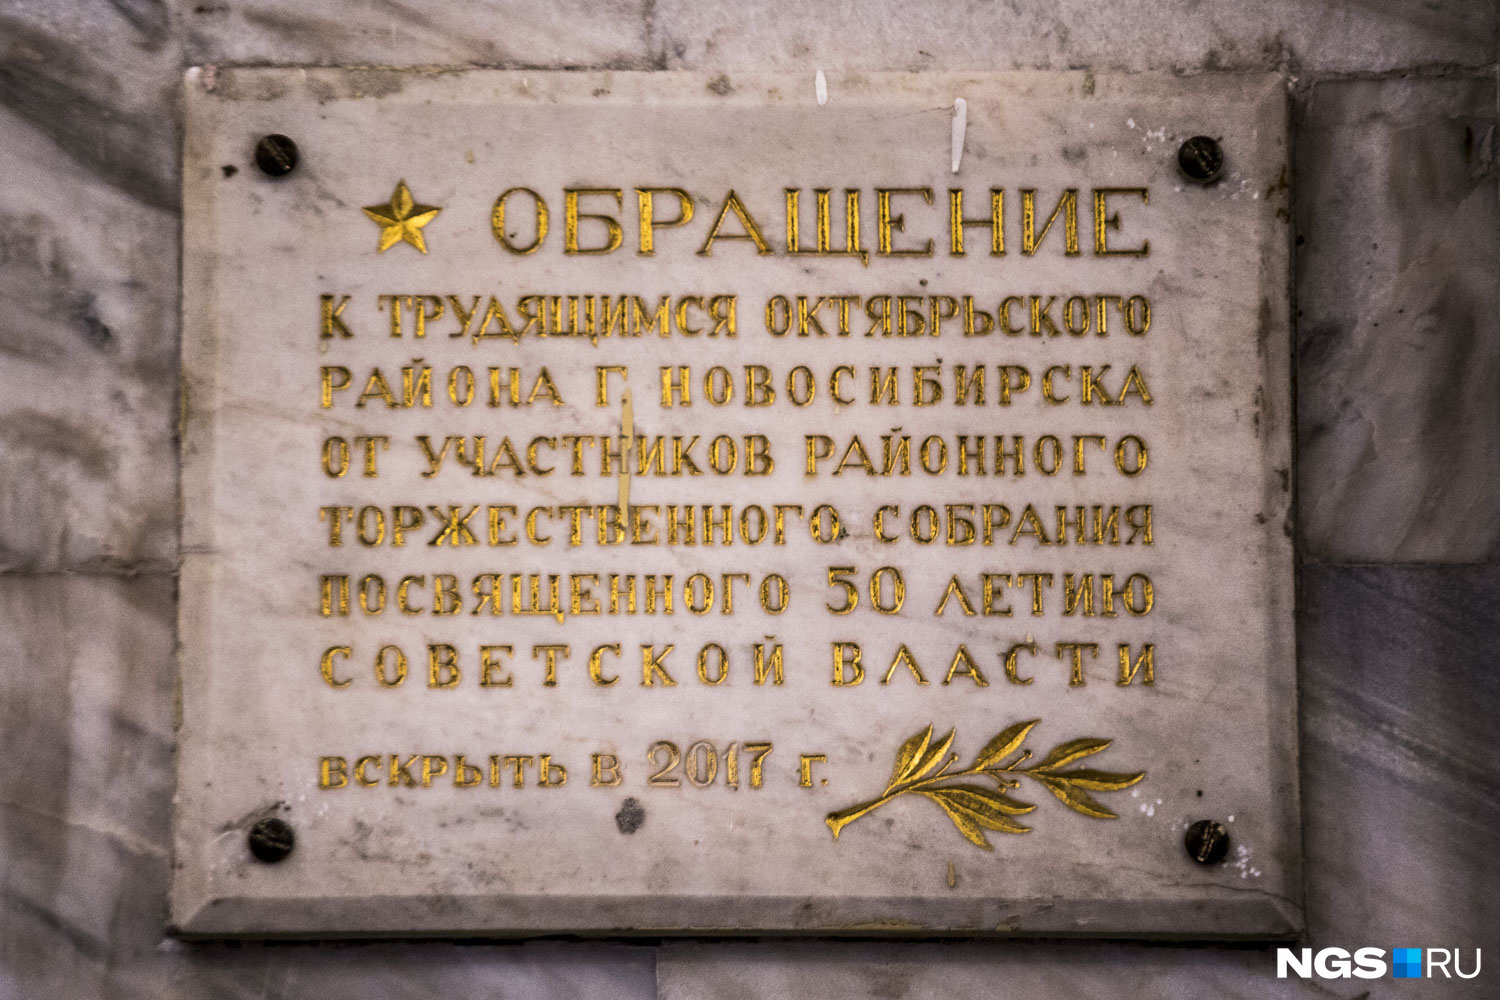 ОБРАЩЕНИЕ
К ТРУДЯЩИМСЯ ОКТЯБРЬСКОГО
РАЙОНА Г. НОВОСИБИРСКА
ОТ УЧАСТНИКОВ РАЙОННОГО
ТОРЖЕСТВЕННОГО СОБРАНИЯ
ПОСВЯЩЕННОГО 50 ЛЕТИЮ
СОВЕТСКОЙ ВЛАСТИ
ВСКРЫТЬ В 2017 Г.
NGS RU